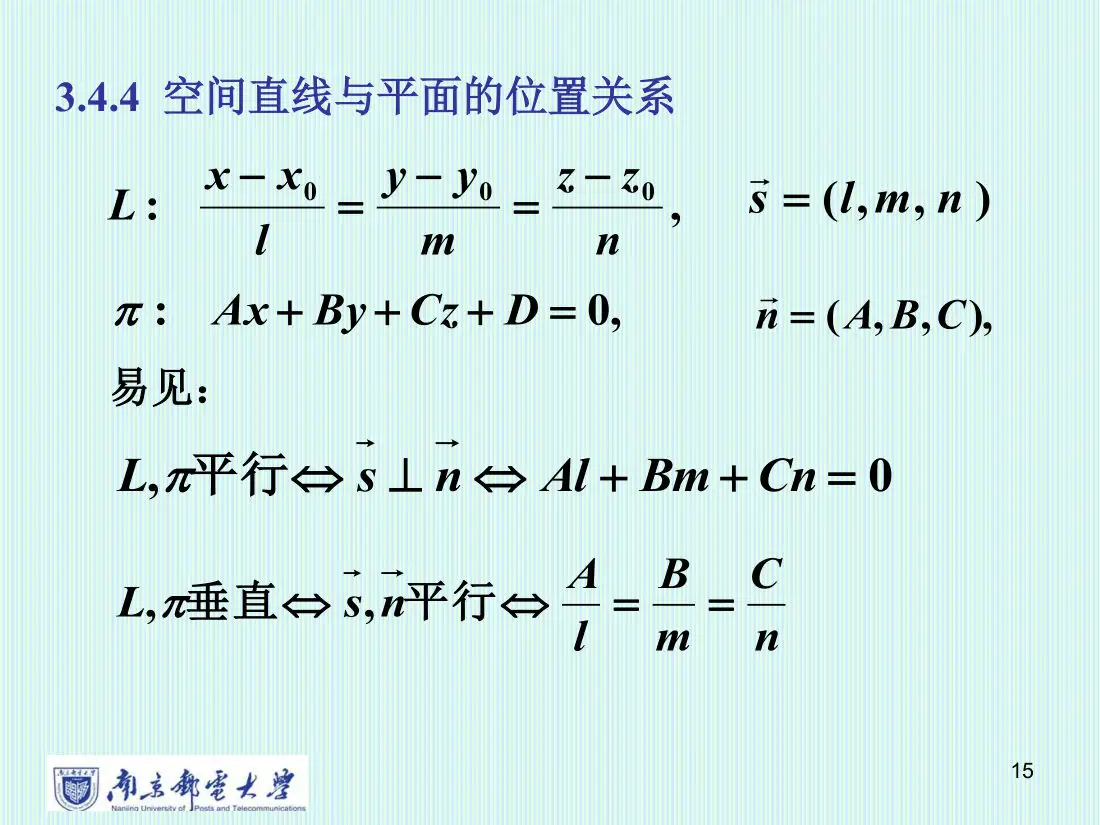 3.4.4 空间直线与平面的位置关系
L: (x − x₀)/l = (y − y₀)/m = (z − z₀)/n, s⃗ = (l, m, n)
π: Ax + By + Cz + D = 0, n⃗ = (A, B, C),
易见：
L,π平行⇔ s⃗ ⊥ n⃗ ⇔ Al + Bm + Cn = 0
L,π垂直⇔ s⃗, n⃗平行⇔ A/l = B/m = C/n
南京邮電大學
Nanjing University of Posts and Telecommunications
15